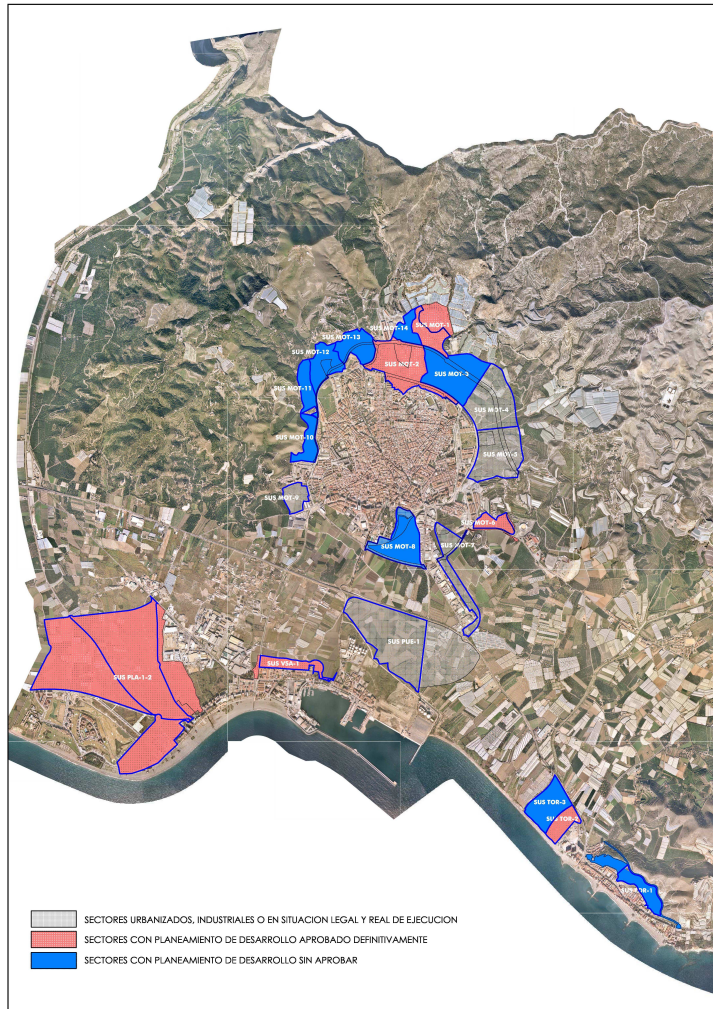 SUS MOT-14
SUS MOT-1
SUS MOT-13
SUS MOT-12
SUS MOT-2
SUS MOT-3
SUS MOT-11
SUS MOT-4
SUS MOT-10
SUS MOT-5
SUS MOT-9
SUS MOT-6
SUS MOT-7
SUS MOT-8
SUS PUE-1
SUS VSA-1
SUS PLA-1-2
SUS TOR-3
SUS TOR-2
SUS TOR-1
SECTORES URBANIZADOS, INDUSTRIALES O EN SITUACION LEGAL Y REAL DE EJECUCION
SECTORES CON PLANEAMIENTO DE DESARROLLO APROBADO DEFINITIVAMENTE
SECTORES CON PLANEAMIENTO DE DESARROLLO SIN APROBAR